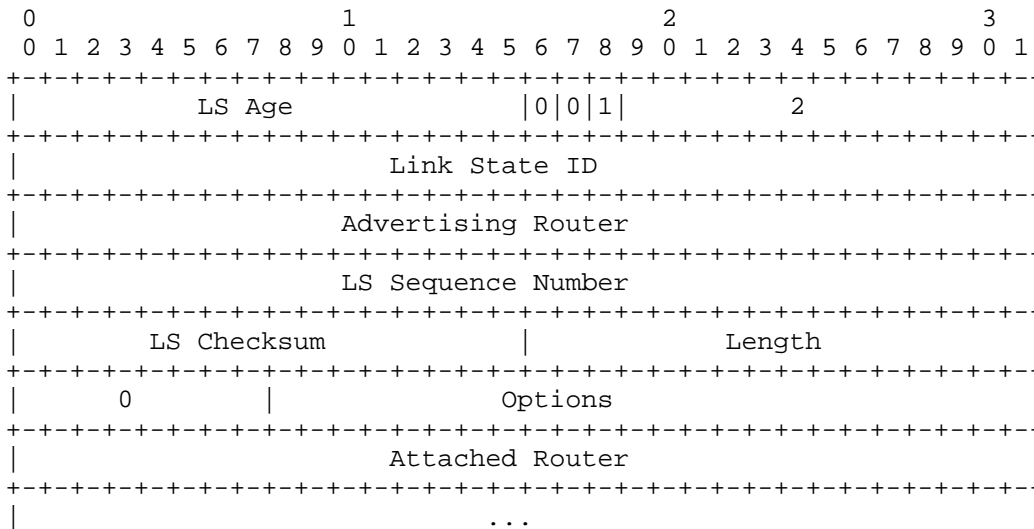 0                   1                   2                   3
0 1 2 3 4 5 6 7 8 9 0 1 2 3 4 5 6 7 8 9 0 1 2 3 4 5 6 7 8 9 0 1
+-+-+-+-+-+-+-+-+-+-+-+-+-+-+-+-+-+-+-+-+-+-+-+-+-+-+-+-+-+-+-+-
|           LS Age              |0|0|1|          2
+-+-+-+-+-+-+-+-+-+-+-+-+-+-+-+-+-+-+-+-+-+-+-+-+-+-+-+-+-+-+-+-
|                       Link State ID
+-+-+-+-+-+-+-+-+-+-+-+-+-+-+-+-+-+-+-+-+-+-+-+-+-+-+-+-+-+-+-+-
|                    Advertising Router
+-+-+-+-+-+-+-+-+-+-+-+-+-+-+-+-+-+-+-+-+-+-+-+-+-+-+-+-+-+-+-+-
|                    LS Sequence Number
+-+-+-+-+-+-+-+-+-+-+-+-+-+-+-+-+-+-+-+-+-+-+-+-+-+-+-+-+-+-+-+-
|        LS Checksum            |            Length
+-+-+-+-+-+-+-+-+-+-+-+-+-+-+-+-+-+-+-+-+-+-+-+-+-+-+-+-+-+-+-+-
|      0        |              Options
+-+-+-+-+-+-+-+-+-+-+-+-+-+-+-+-+-+-+-+-+-+-+-+-+-+-+-+-+-+-+-+-
|                       Attached Router
+-+-+-+-+-+-+-+-+-+-+-+-+-+-+-+-+-+-+-+-+-+-+-+-+-+-+-+-+-+-+-+-
|                             ...